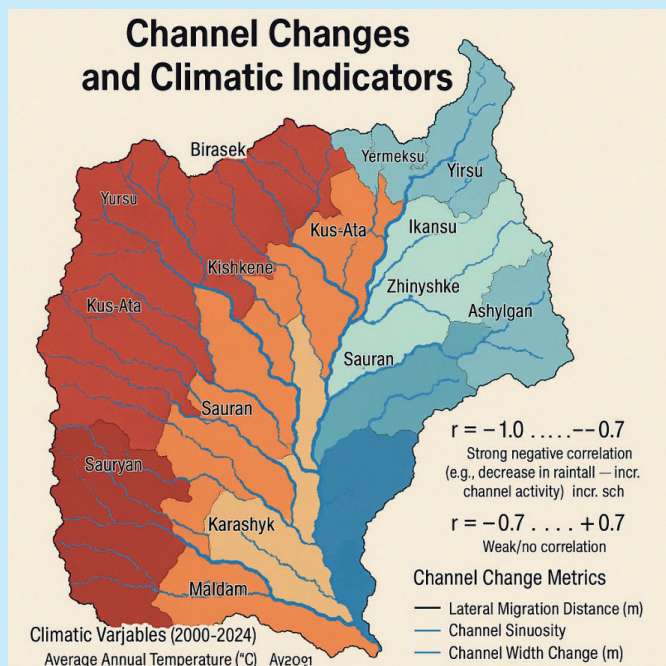 Channel Changes
and Climatic Indicators
Birasek
Yermeksu
Yirsu
Yursu
Kus-Ata
Ikansu
Kishkene
Zhinyshke
Kus-Ata
Ashylgan
Sauran
Sauran
Sauryan
Karashyk
Maldam
r = −1.0 .....−−0.7
Strong negative correlation
(e.g., decrease in rainfall — incr.
channel activity) incr. sch
r = −0.7 .... +0.7
Weak/no correlation
Channel Change Metrics
Lateral Migration Distance (m)
Channel Sinuosity
Channel Width Change (m)
Climatic Varjables (2000-2024)
Average Annual Temperature (°C)